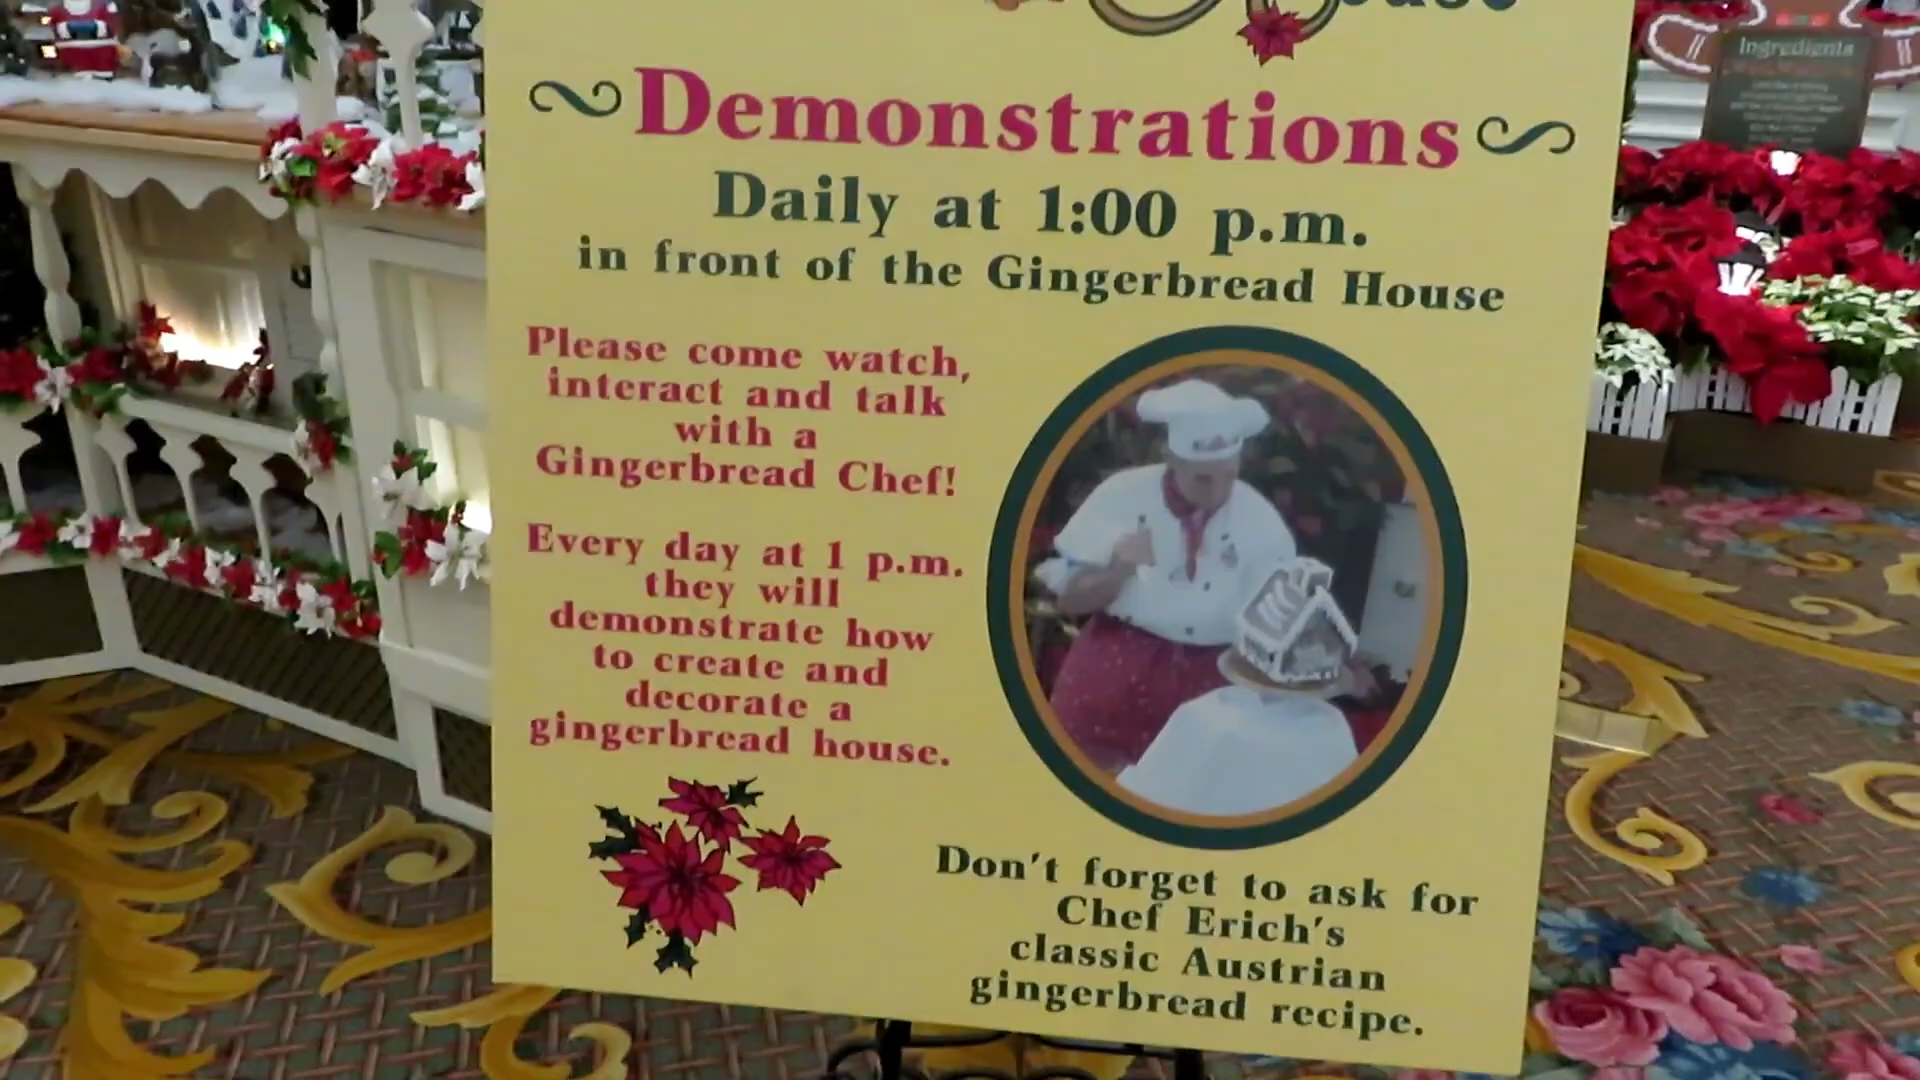 Demonstrations
Daily at 1:00 p.m.
in front of the Gingerbread House
Please come watch,
interact and talk
with a
Gingerbread Chef!
Every day at 1 p.m.
they will
demonstrate how
to create and
decorate a
gingerbread house.
Don't forget to ask for
Chef Erich's
classic Austrian
gingerbread recipe.
Ingredients